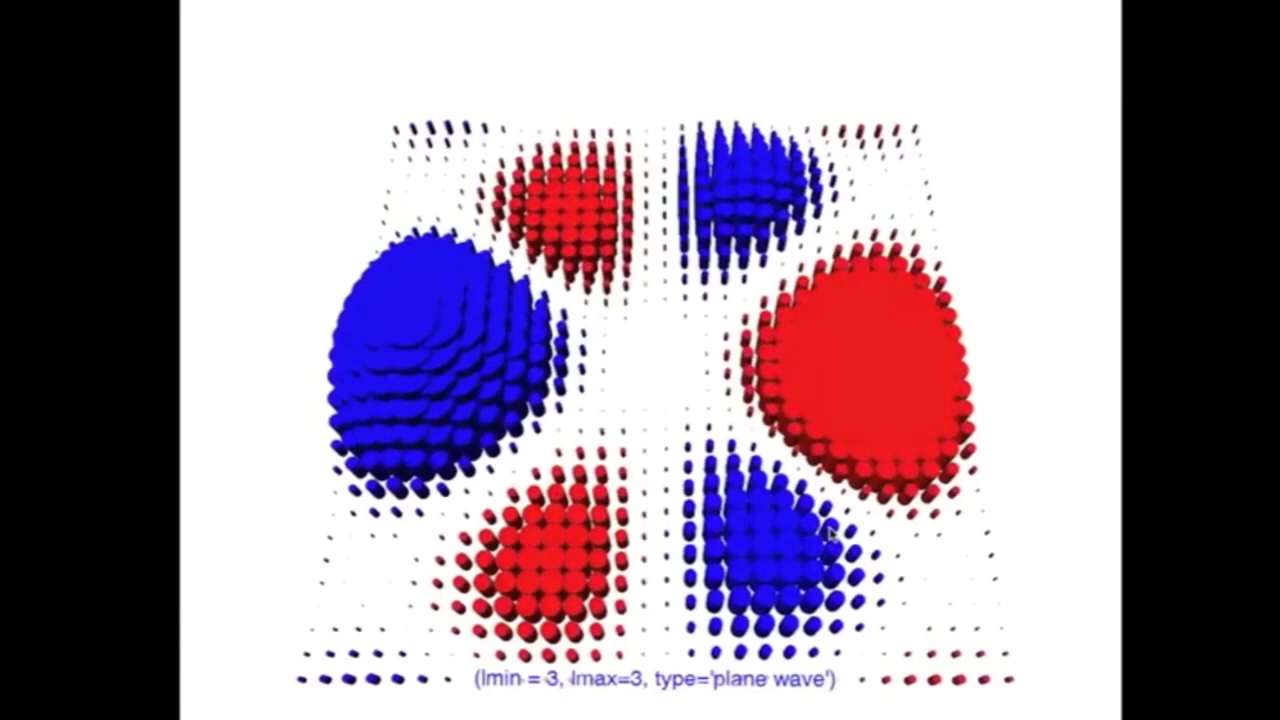 (lmin = 3, lmax=3, type='plane wave')